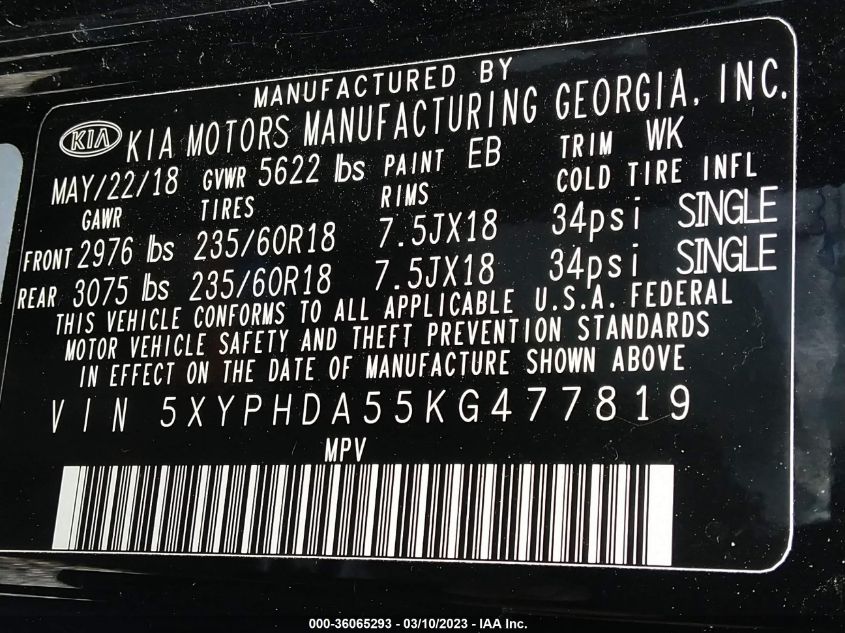 MANUFACTURED BY
KIA KIA MOTORS MANUFACTURING GEORGIA, INC.
MAY/22/18 GVWR 5622 lbs PAINT EB TRIM WK
GAWR TIRES RIMS COLD TIRE INFL
FRONT 2976 lbs 235/60R18 7.5JX18 34psi SINGLE
REAR 3075 lbs 235/60R18 7.5JX18 34psi SINGLE
THIS VEHICLE CONFORMS TO ALL APPLICABLE U.S.A. FEDERAL
MOTOR VEHICLE SAFETY AND THEFT PREVENTION STANDARDS
IN EFFECT ON THE DATE OF MANUFACTURE SHOWN ABOVE
VIN 5XYPHDA55KG477819
MPV
000-36065293 - 03/10/2023 - IAA Inc.